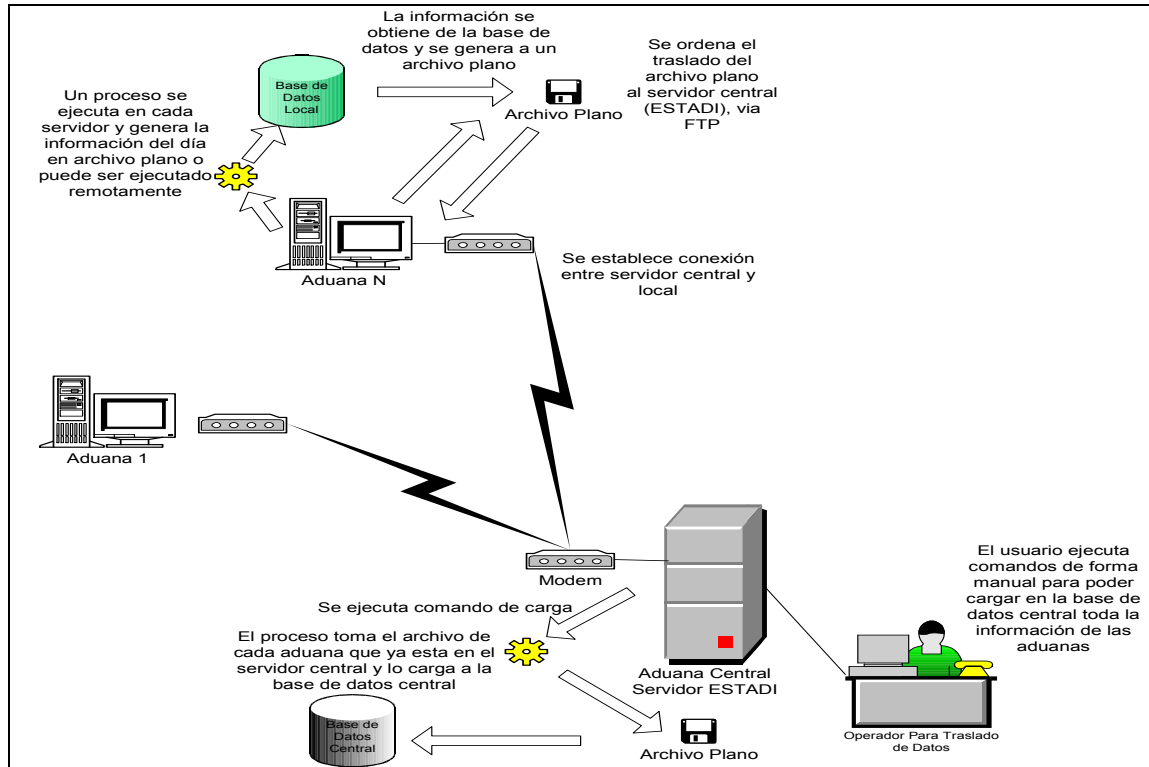 La información se
obtiene de la base de
datos y se genera a un
archivo plano
Se ordena el
traslado del
archivo plano
al servidor central
(ESTADI), via
FTP
Base de
Datos
Local
Archivo Plano
Un proceso se
ejecuta en cada
servidor y genera la
información del día
en archivo plano o
puede ser ejecutado
remotamente
Aduana N
Se establece conexión
entre servidor central y
local
Aduana 1
Modem
El usuario ejecuta
comandos de forma
manual para poder
cargar en la base de
datos central toda la
información de las
aduanas
Se ejecuta comando de carga
El proceso toma el archivo de
cada aduana que ya esta en el
servidor central y lo carga a la
base de datos central
Aduana Central
Servidor ESTADI
Base de
Datos
Central
Archivo Plano
Operador Para Traslado
de Datos